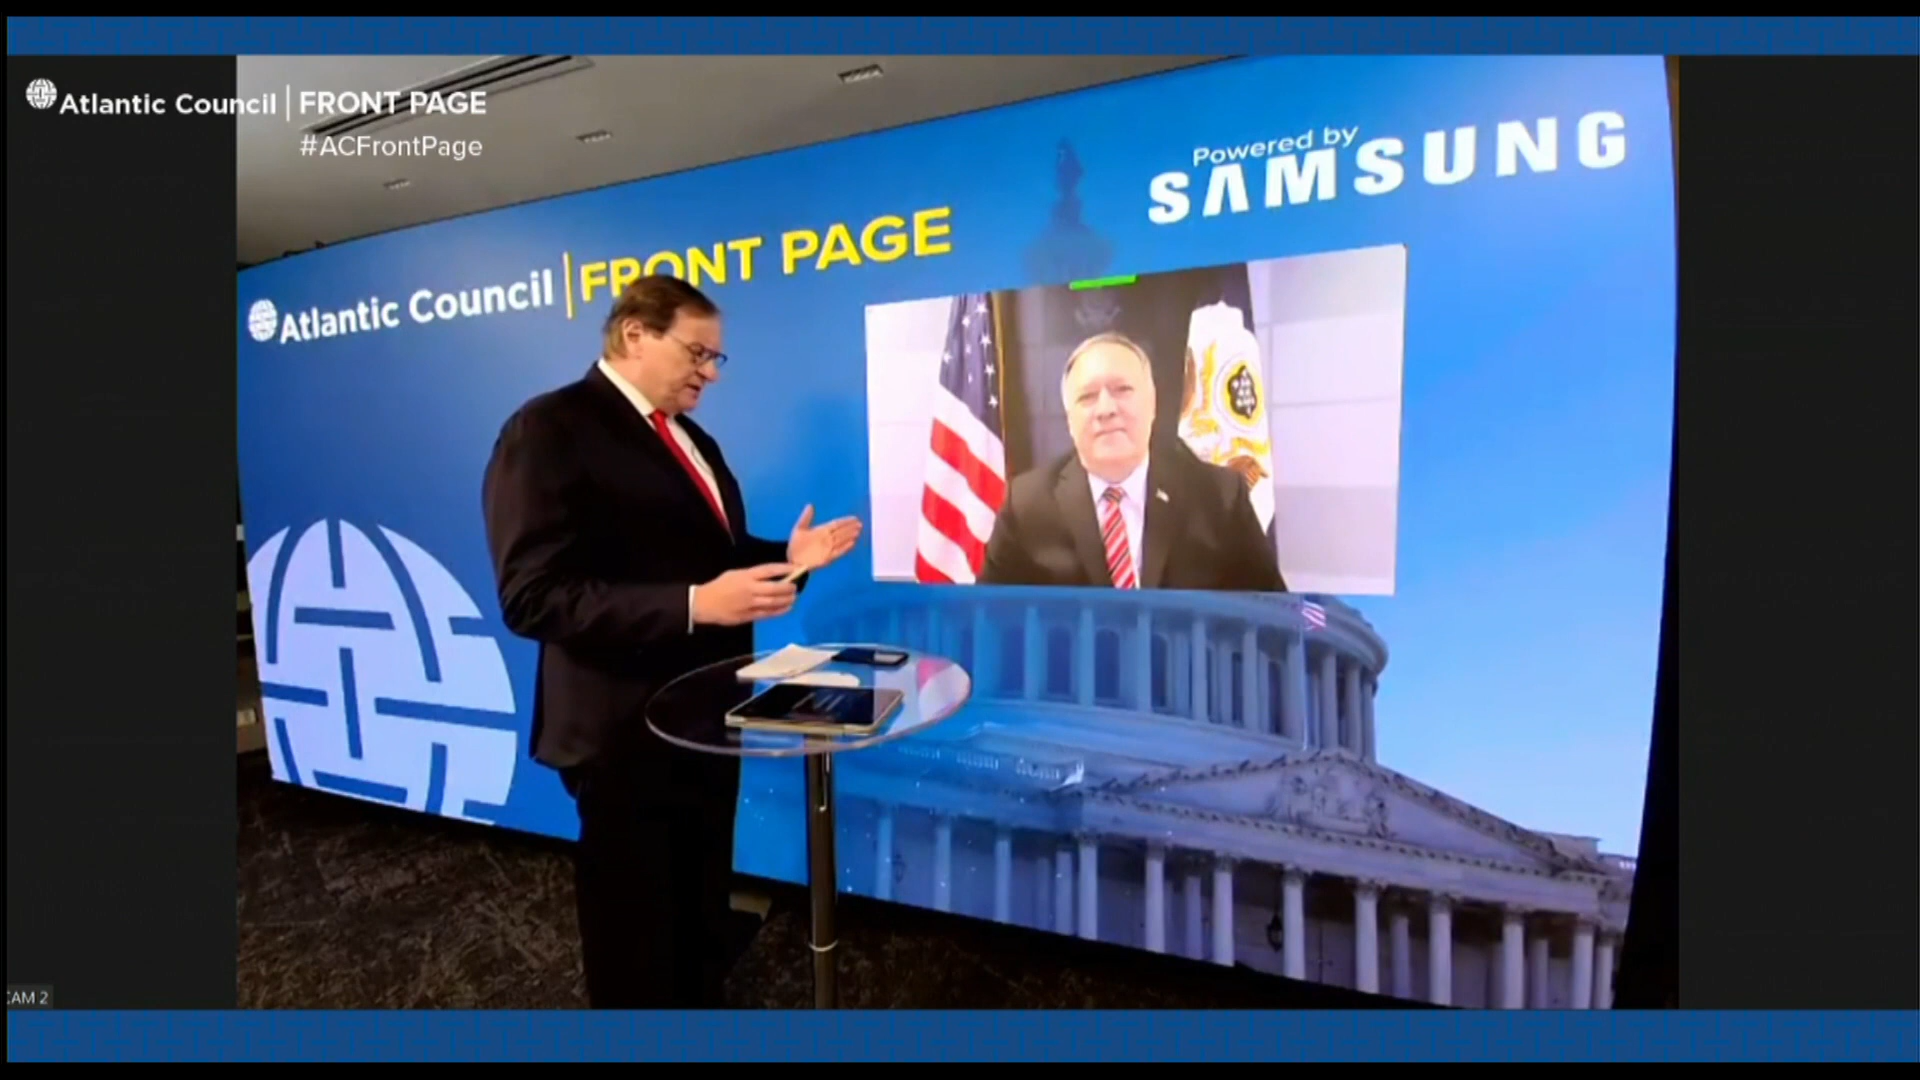 Atlantic Council | FRONT PAGE
#ACFrontPage
Powered by
SAMSUNG
Atlantic Council | FRONT PAGE
CAM 2